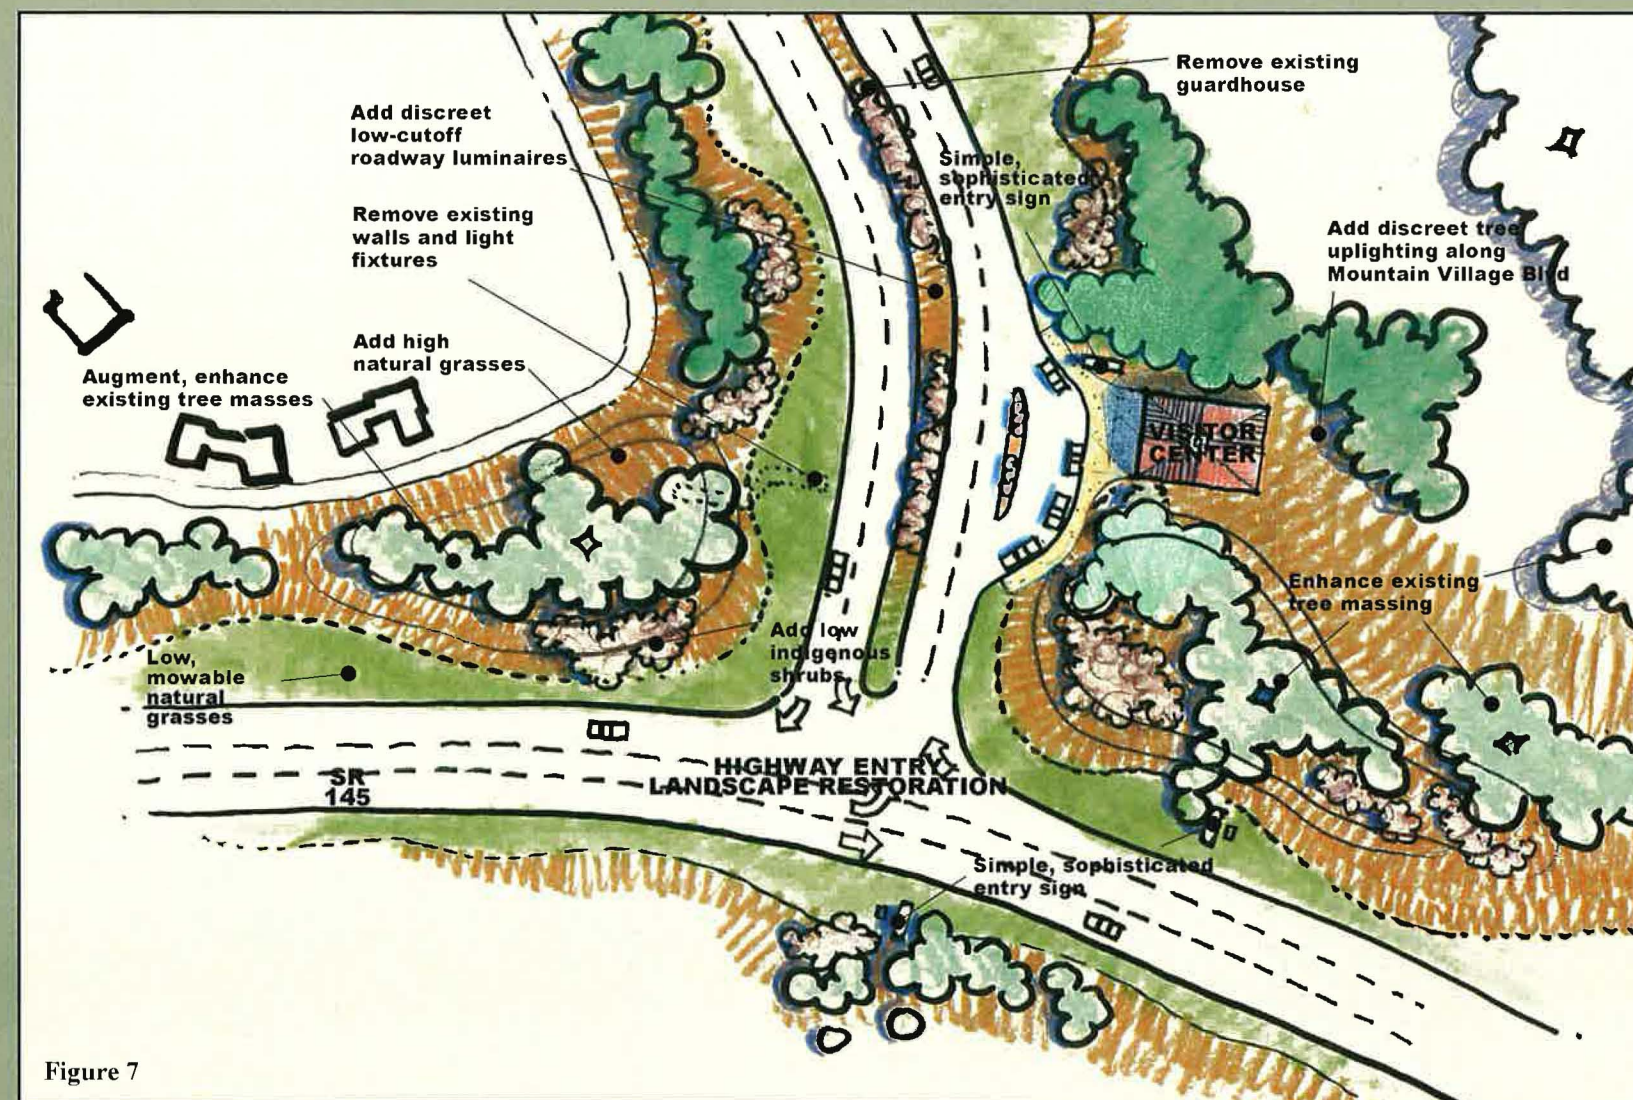 Remove existing
guardhouse
Add discreet
low-cutoff
roadway luminaires
Simple,
sophisticated
entry sign
Remove existing
walls and light
fixtures
Add discreet tree
uplighting along
Mountain Village Blvd
Add high
natural grasses
Augment, enhance
existing tree masses
VISITOR
CENTER
Enhance existing
tree massing
Add low
indigenous
shrubs
Low,
mowable
natural
grasses
HIGHWAY ENTRY-
LANDSCAPE RESTORATION
SR
145
Simple, sophisticated
entry sign
Figure 7